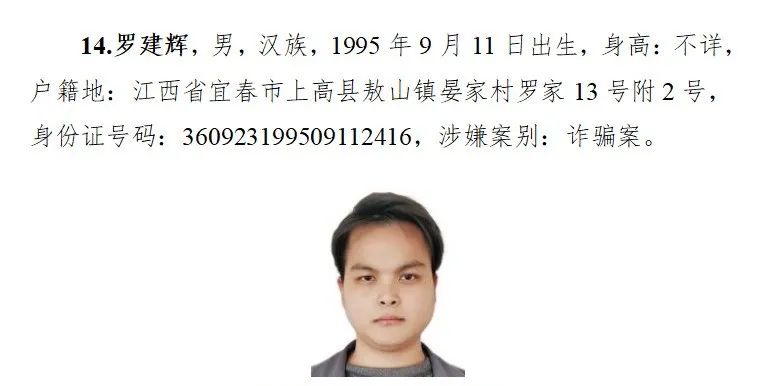 14.罗建辉，男，汉族，1995 年 9 月 11 日出生，身高：不详，
户籍地：江西省宜春市上高县敖山镇晏家村罗家 13 号附 2 号，
身份证号码：360923199509112416，涉嫌案别：诈骗案。